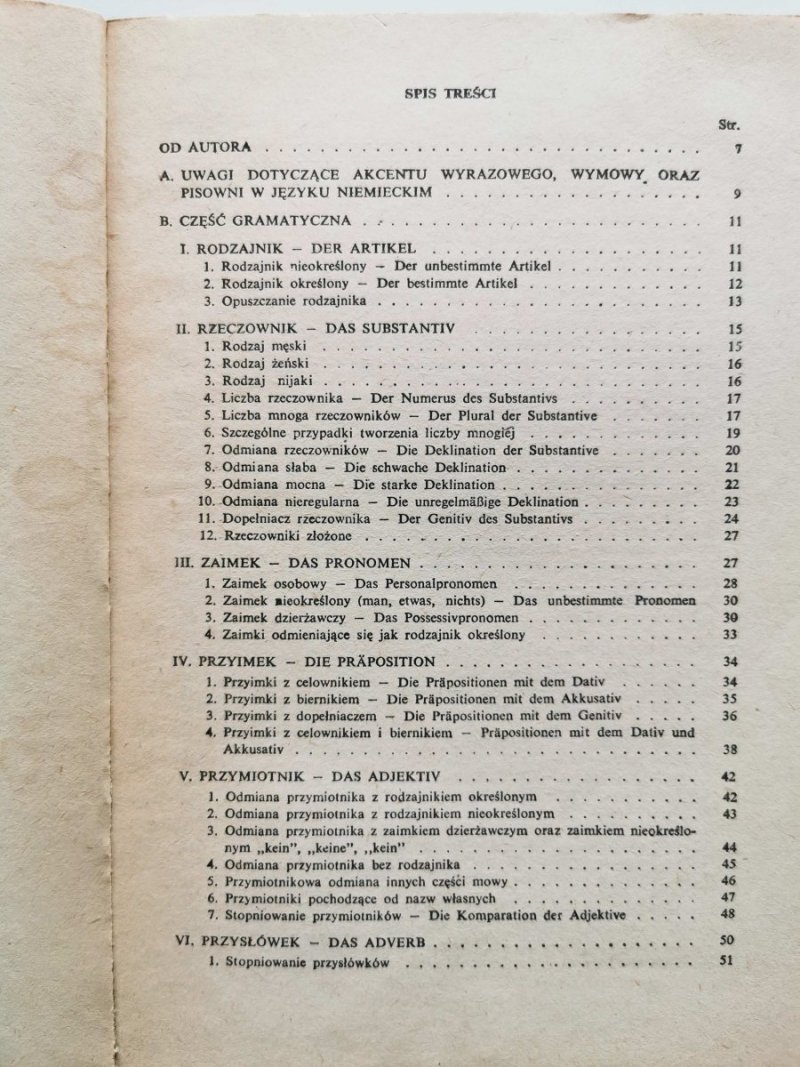 SPIS TREŚCI
Str.
OD AUTORA . . . . . . . . . . . . . . . . . . . . 7
A. UWAGI DOTYCZĄCE AKCENTU WYRAZOWEGO, WYMOWY ORAZ
PISOWNI W JĘZYKU NIEMIECKIM . . . . . . . . . . 9
B. CZĘŚĆ GRAMATYCZNA . . . . . . . . . . 11
I. RODZAJNIK — DER ARTIKEL . . . . . . . . . . 11
1. Rodzajnik nieokreślony — Der unbestimmte Artikel . . . . . . . . . . 11
2. Rodzajnik określony — Der bestimmte Artikel . . . . . . . . . . 12
3. Opuszczanie rodzajnika . . . . . . . . . . 13
II. RZECZOWNIK — DAS SUBSTANTIV . . . . . . . . . . 15
1. Rodzaj męski . . . . . . . . . . 15
2. Rodzaj żeński . . . . . . . . . . 16
3. Rodzaj nijaki . . . . . . . . . . 16
4. Liczba rzeczownika — Der Numerus des Substantivs . . . . . . . . . . 17
5. Liczba mnoga rzeczowników — Der Plural der Substantive . . . . . . . . 17
6. Szczególne przypadki tworzenia liczby mnogiej . . . . . . . . . . 19
7. Odmiana rzeczowników — Die Deklination der Substantive . . . . . . . 20
8. Odmiana słaba — Die schwache Deklination . . . . . . . . . . 21
9. Odmiana mocna — Die starke Deklination . . . . . . . . . . 22
10. Odmiana nieregularna — Die unregelmäßige Deklination . . . . . . . . . 23
11. Dopełniacz rzeczownika — Der Genitiv des Substantivs . . . . . . . . . 24
12. Rzeczowniki złożone . . . . . . . . . . 27
III. ZAIMEK — DAS PRONOMEN . . . . . . . . . . 27
1. Zaimek osobowy — Das Personalpronomen . . . . . . . . . . 28
2. Zaimek nieokreślony (man, etwas, nichts) — Das unbestimmte Pronomen 30
3. Zaimek dzierżawczy — Das Possessivpronomen . . . . . . . . . . 30
4. Zaimki odmieniające się jak rodzajnik określony . . . . . . . . . . 33
IV. PRZYIMEK — DIE PRÄPOSITION . . . . . . . . . . 34
1. Przyimki z celownikiem — Die Präpositionen mit dem Dativ . . . . . . 34
2. Przyimki z biernikiem — Die Präpositionen mit dem Akkusativ . . . . . 35
3. Przyimki z dopełniaczem — Die Präpositionen mit dem Genitiv . . . . . 36
4. Przyimki z celownikiem i biernikiem — Präpositionen mit dem Dativ und
Akkusativ . . . . . . . . . . 38
V. PRZYMIOTNIK — DAS ADJEKTIV . . . . . . . . . . 42
1. Odmiana przymiotnika z rodzajnikiem określonym . . . . . . . . . . 42
2. Odmiana przymiotnika z rodzajnikiem nieokreślonym . . . . . . . . . . 43
3. Odmiana przymiotnika z zaimkiem dzierżawczym oraz zaimkiem nieokreślo-
nym „kein”, „keine”, „kein” . . . . . . . . . . 44
4. Odmiana przymiotnika bez rodzajnika . . . . . . . . . . 45
5. Przymiotnikowa odmiana innych części mowy . . . . . . . . . . 46
6. Przymiotniki pochodzące od nazw własnych . . . . . . . . . . 47
7. Stopniowanie przymiotników — Die Komparation der Adjektive . . . . . 48
VI. PRZYSŁÓWEK — DAS ADVERB . . . . . . . . . . 50
1. Stopniowanie przysłówków . . . . . . . . . . 51